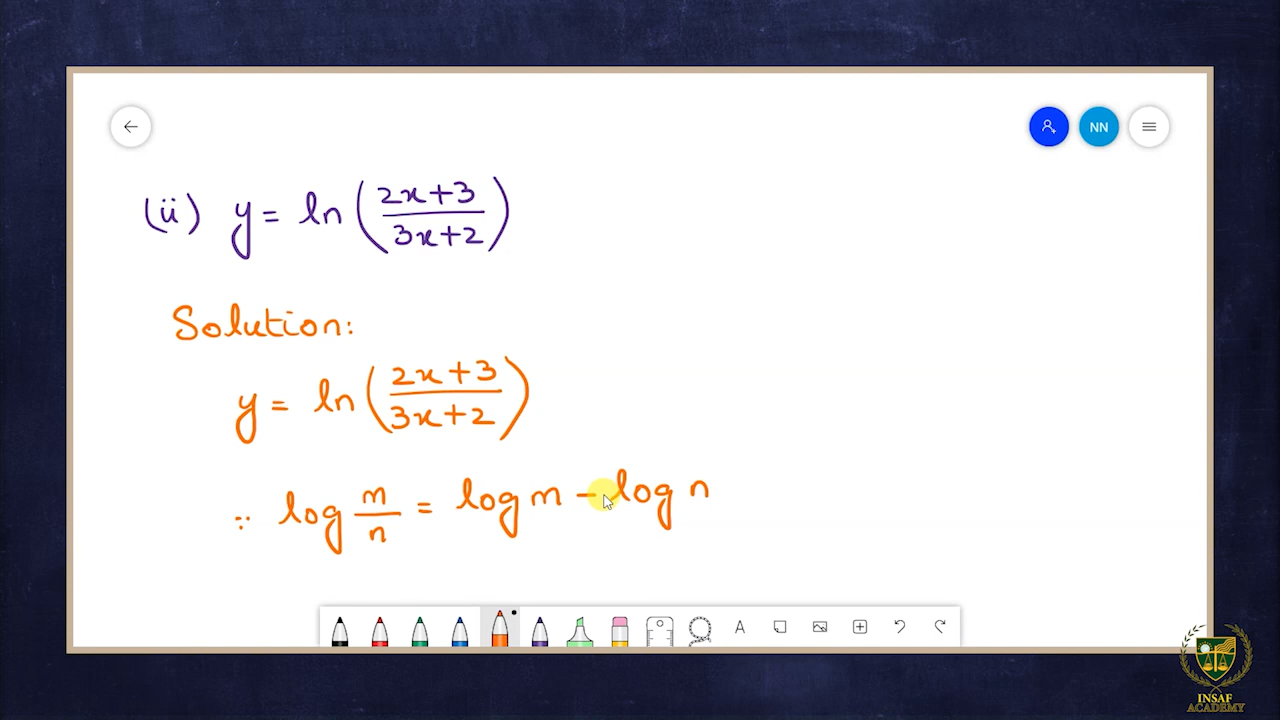 NN
(ii) y = ln (2x+3 / 3x+2)
Solution:
y = ln (2x+3 / 3x+2)
∵ log m/n = log m - log n
A
INSAF
ACADEMY